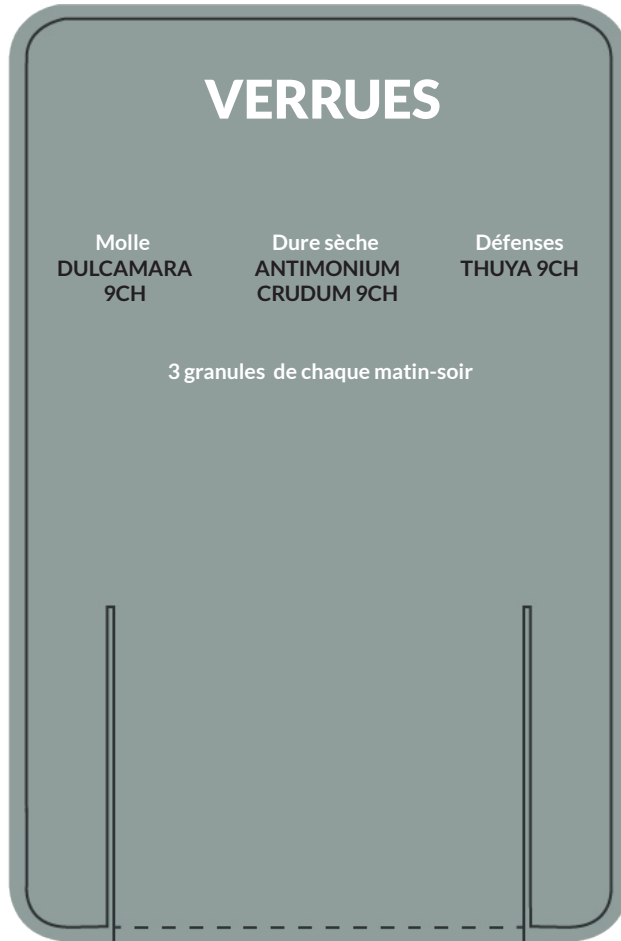 VERRUES
Molle
DULCAMARA
9CH
Dure sèche
ANTIMONIUM
CRUDUM 9CH
Défenses
THUYA 9CH
3 granules de chaque matin-soir